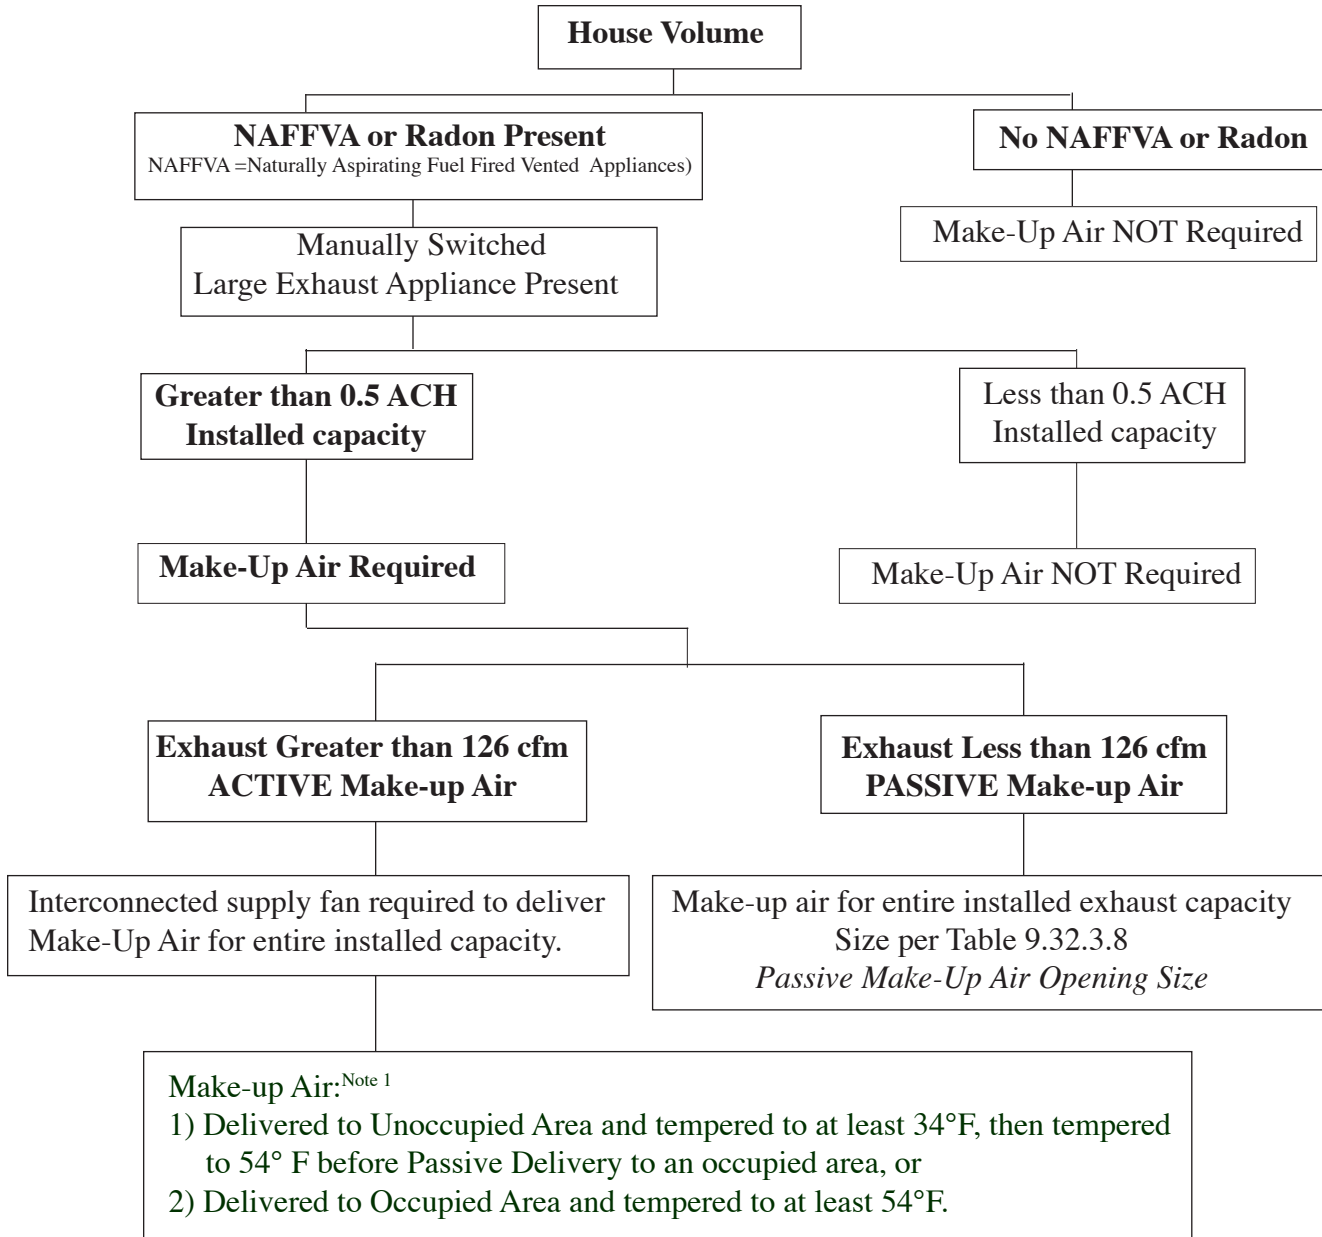 House Volume
NAFFVA or Radon Present
NAFFVA =Naturally Aspirating Fuel Fired Vented Appliances)
No NAFFVA or Radon
Make-Up Air NOT Required
Manually Switched
Large Exhaust Appliance Present
Greater than 0.5 ACH
Installed capacity
Less than 0.5 ACH
Installed capacity
Make-Up Air Required
Make-Up Air NOT Required
Exhaust Greater than 126 cfm
ACTIVE Make-up Air
Exhaust Less than 126 cfm
PASSIVE Make-up Air
Interconnected supply fan required to deliver
Make-Up Air for entire installed capacity.
Make-up air for entire installed exhaust capacity
Size per Table 9.32.3.8
Passive Make-Up Air Opening Size
Make-up Air:Note 1
1) Delivered to Unoccupied Area and tempered to at least 34°F, then tempered
to 54° F before Passive Delivery to an occupied area, or
2) Delivered to Occupied Area and tempered to at least 54°F.